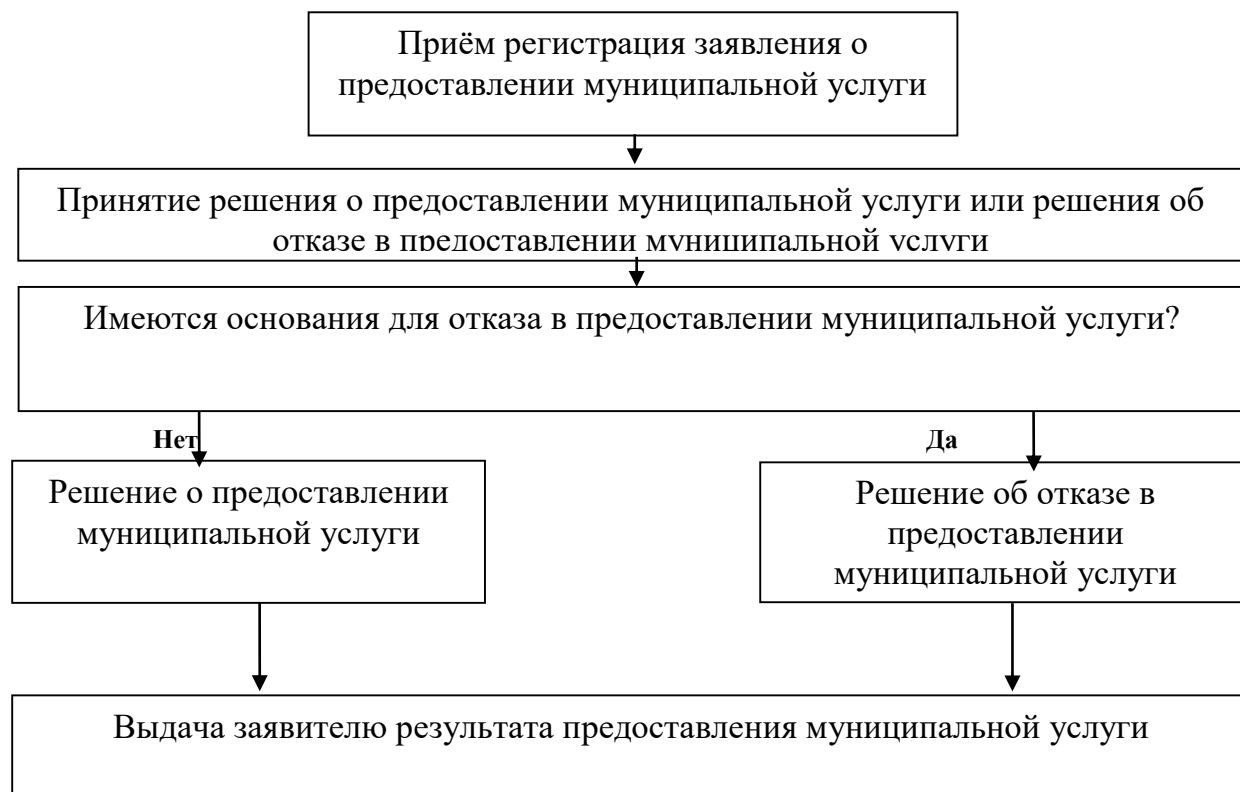 Приём регистрация заявления о
предоставлении муниципальной услуги
Принятие решения о предоставлении муниципальной услуги или решения об
отказе в предоставлении муниципальной услуги
Имеются основания для отказа в предоставлении муниципальной услуги?
Нет
Да
Решение о предоставлении
муниципальной услуги
Решение об отказе в
предоставлении
муниципальной услуги
Выдача заявителю результата предоставления муниципальной услуги